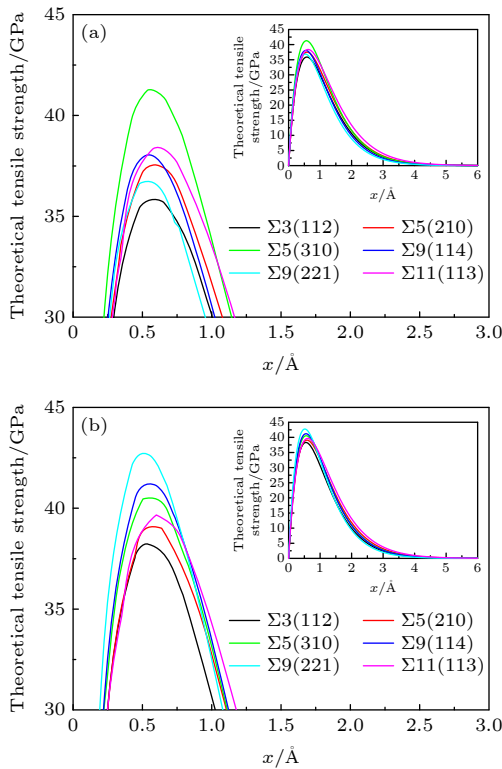 (a)
Theoretical tensile strength/GPa
45
40
35
30
0
0.5
1.0
1.5
2.0
2.5
3.0
x/Å
Theoretical tensile
strength/GPa
45
40
35
30
25
20
15
10
5
0
0 1 2 3 4 5 6
x/Å
Σ3(112) Σ5(210)
Σ5(310) Σ9(114)
Σ9(221) Σ11(113)
(b)
Theoretical tensile strength/GPa
45
40
35
30
0
0.5
1.0
1.5
2.0
2.5
3.0
x/Å
Theoretical tensile
strength/GPa
45
40
35
30
25
20
15
10
5
0
0 1 2 3 4 5 6
x/Å
Σ3(112) Σ5(210)
Σ5(310) Σ9(114)
Σ9(221) Σ11(113)